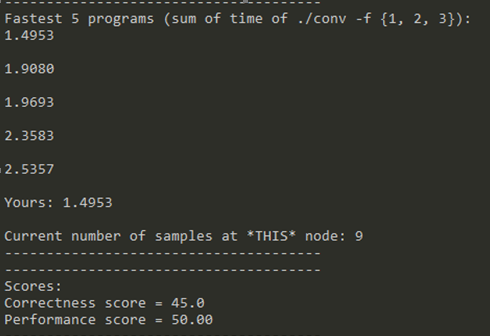 ----------------------------------------
Fastest 5 programs (sum of time of ./conv -f {1, 2, 3}):
1.4953
1.9080
1.9693
2.3583
2.5357
Yours: 1.4953
Current number of samples at *THIS* node: 9
----------------------------------------
----------------------------------------
Scores:
Correctness score = 45.0
Performance score = 50.00
----------------------------------------